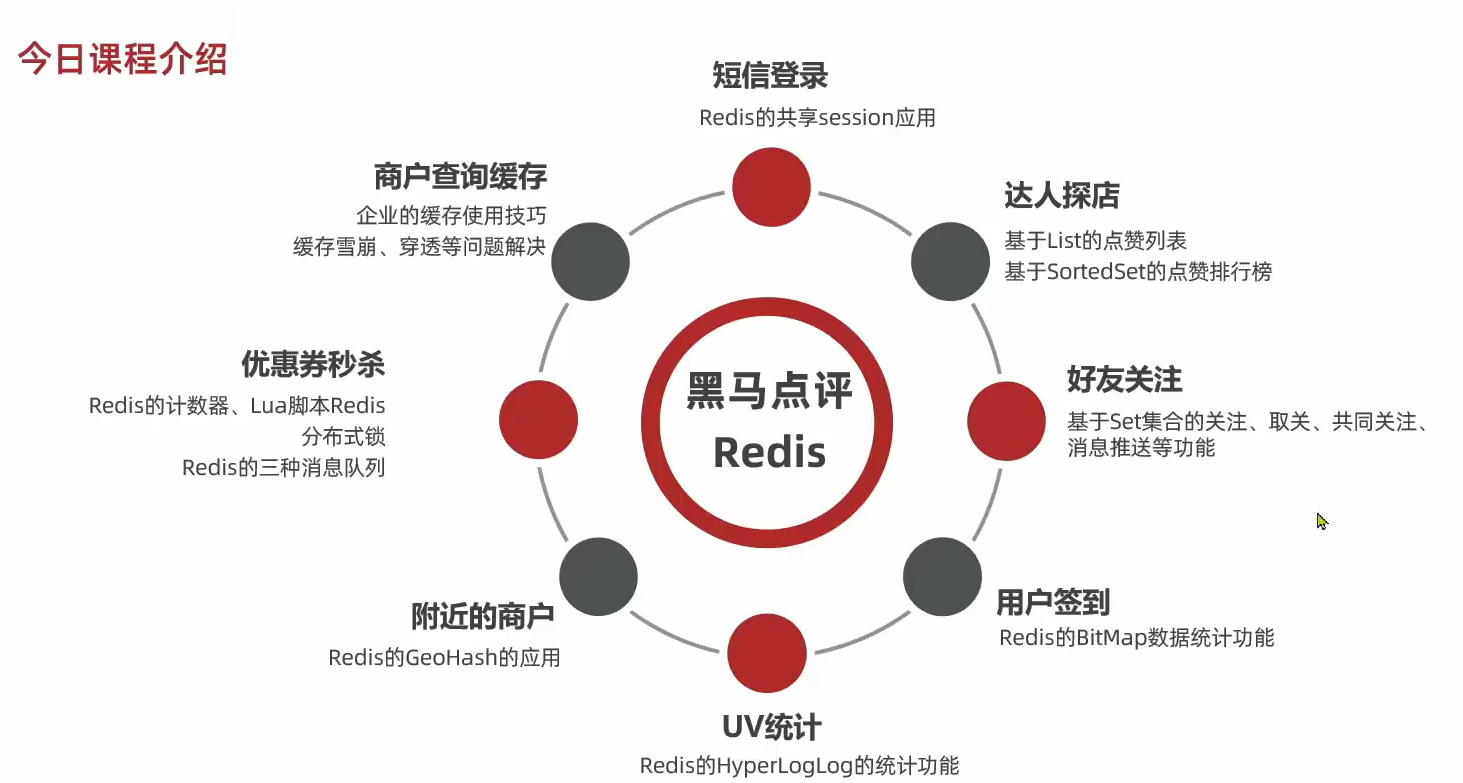 今日课程介绍
短信登录
Redis的共享session应用
商户查询缓存
企业的缓存使用技巧
缓存雪崩、穿透等问题解决
达人探店
基于List的点赞列表
基于SortedSet的点赞排行榜
优惠券秒杀
Redis的计数器、Lua脚本Redis
分布式锁
Redis的三种消息队列
黑马点评
Redis
好友关注
基于Set集合的关注、取关、共同关注、
消息推送等功能
附近的商户
Redis的GeoHash的应用
用户签到
Redis的BitMap数据统计功能
UV统计
Redis的HyperLogLog的统计功能